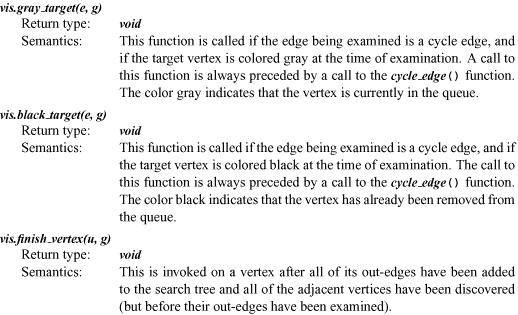 vis.gray_target(e, g)
Return type: void
Semantics: This function is called if the edge being examined is a cycle edge, and
if the target vertex is colored gray at the time of examination. A call
to this function is always preceded by a call to the cycle_edge() function.
The color gray indicates that the vertex is currently in the queue.
vis.black_target(e, g)
Return type: void
Semantics: This function is called if the edge being examined is a cycle edge, and if
the target vertex is colored black at the time of examination. The call
to this function is always preceded by a call to the cycle_edge() function.
The color black indicates that the vertex has already been removed from
the queue.
vis.finish_vertex(u, g)
Return type: void
Semantics: This is invoked on a vertex after all of its out-edges have been added
to the search tree and all of the adjacent vertices have been discovered
(but before their out-edges have been examined).